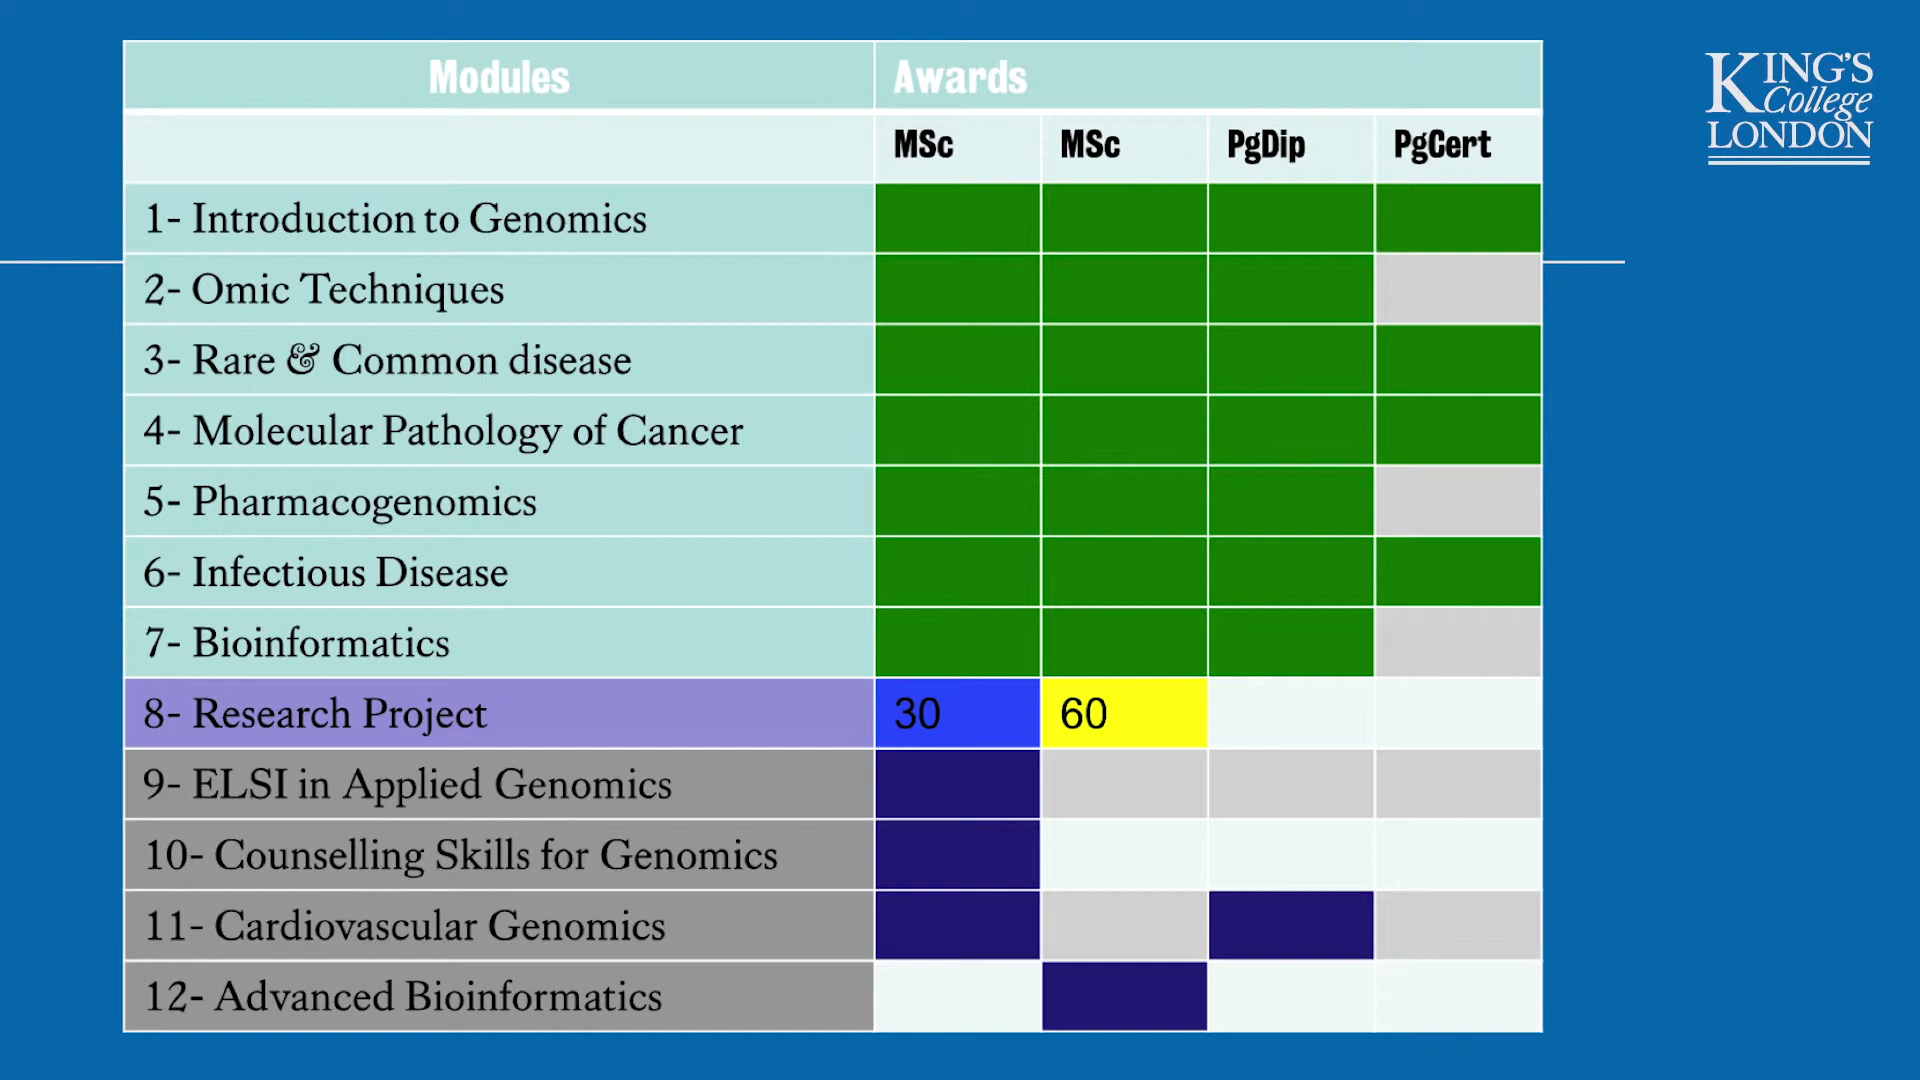 Modules Awards
KING'S
College
LONDON
MSc MSc PgDip PgCert
1- Introduction to Genomics
2- Omic Techniques
3- Rare & Common disease
4- Molecular Pathology of Cancer
5- Pharmacogenomics
6- Infectious Disease
7- Bioinformatics
8- Research Project 30 60
9- ELSI in Applied Genomics
10- Counselling Skills for Genomics
11- Cardiovascular Genomics
12- Advanced Bioinformatics